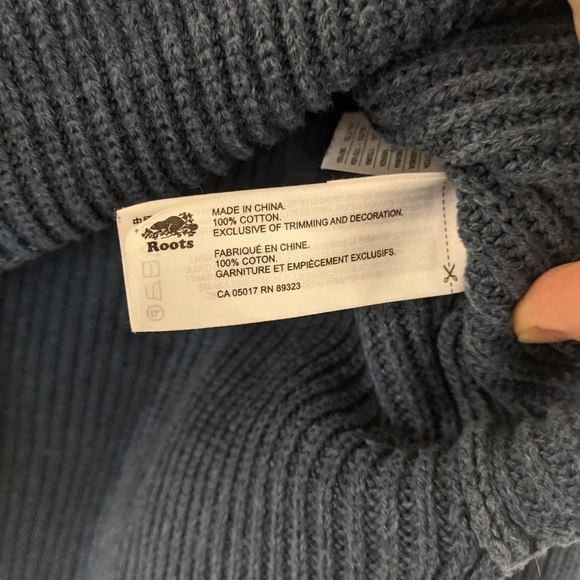 Roots
MADE IN CHINA.
100% COTTON.
EXCLUSIVE OF TRIMMING AND DECORATION.
FABRIQUÉ EN CHINE.
100% COTON.
GARNITURE ET EMPIÈCEMENT EXCLUSIFS.
CA 05017 RN 89323